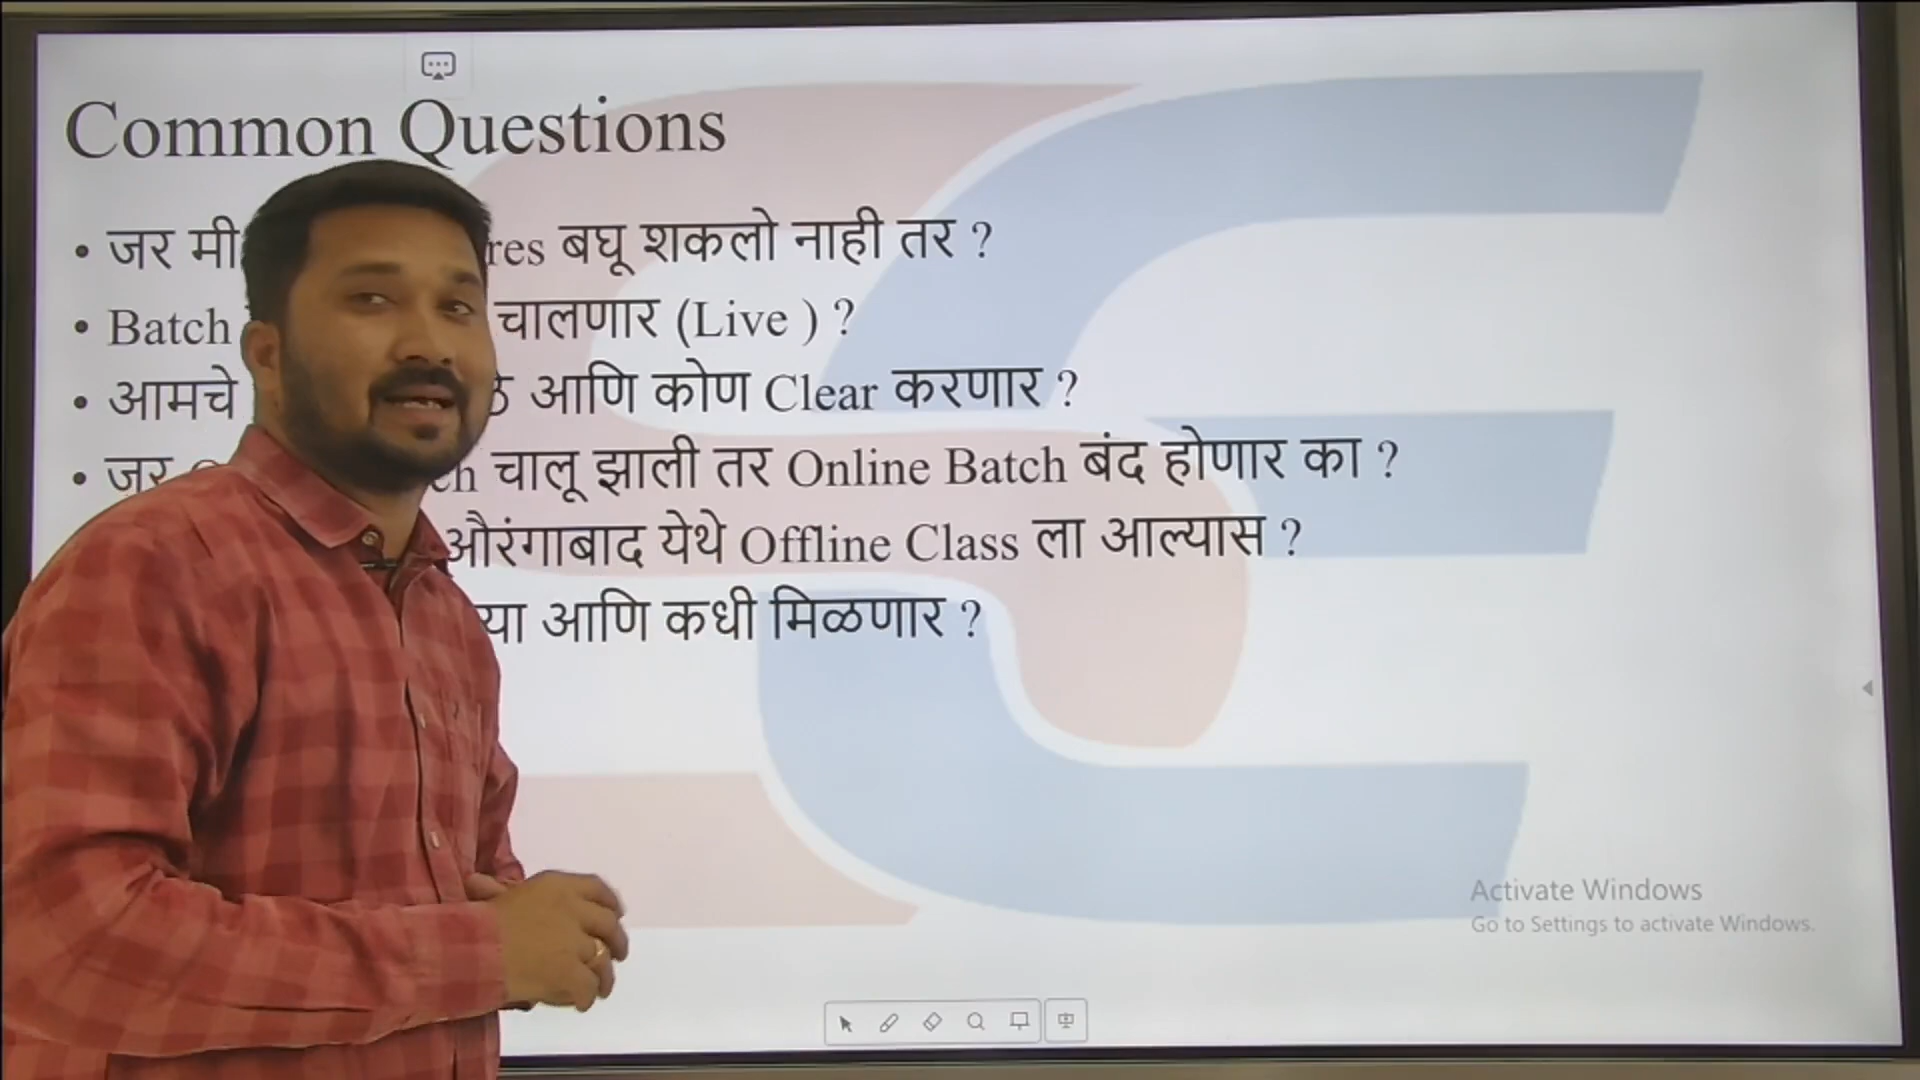 Common Questions
• जर मी res बघू शकलो नाही तर ?
• Batch चालणार (Live ) ?
• आमचे आणि कोण Clear करणार ?
• जर ch चालू झाली तर Online Batch बंद होणार का ?
औरंगाबाद येथे Offline Class ला आल्यास ?
या आणि कधी मिळणार ?
Activate Windows
Go to Settings to activate Windows.